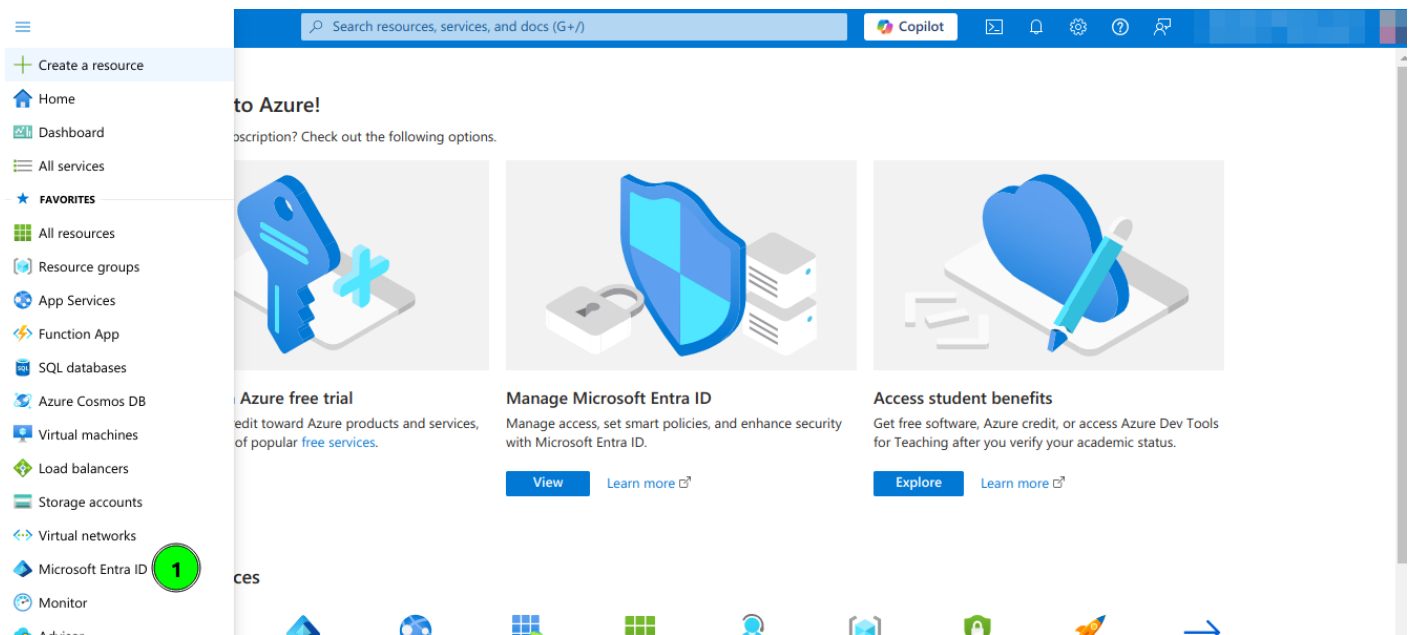 Search resources, services, and docs (G+/)
Copilot
Create a resource
Home
Dashboard
All services
FAVORITES
All resources
Resource groups
App Services
Function App
SQL databases
Azure Cosmos DB
Virtual machines
Load balancers
Storage accounts
Virtual networks
Microsoft Entra ID
1
Monitor
Advisor
to Azure!
bscription? Check out the following options.
Azure free trial
edit toward Azure products and services,
of popular free services.
Manage Microsoft Entra ID
Manage access, set smart policies, and enhance security
with Microsoft Entra ID.
View
Learn more
Access student benefits
Get free software, Azure credit, or access Azure Dev Tools
for Teaching after you verify your academic status.
Explore
Learn more
ces